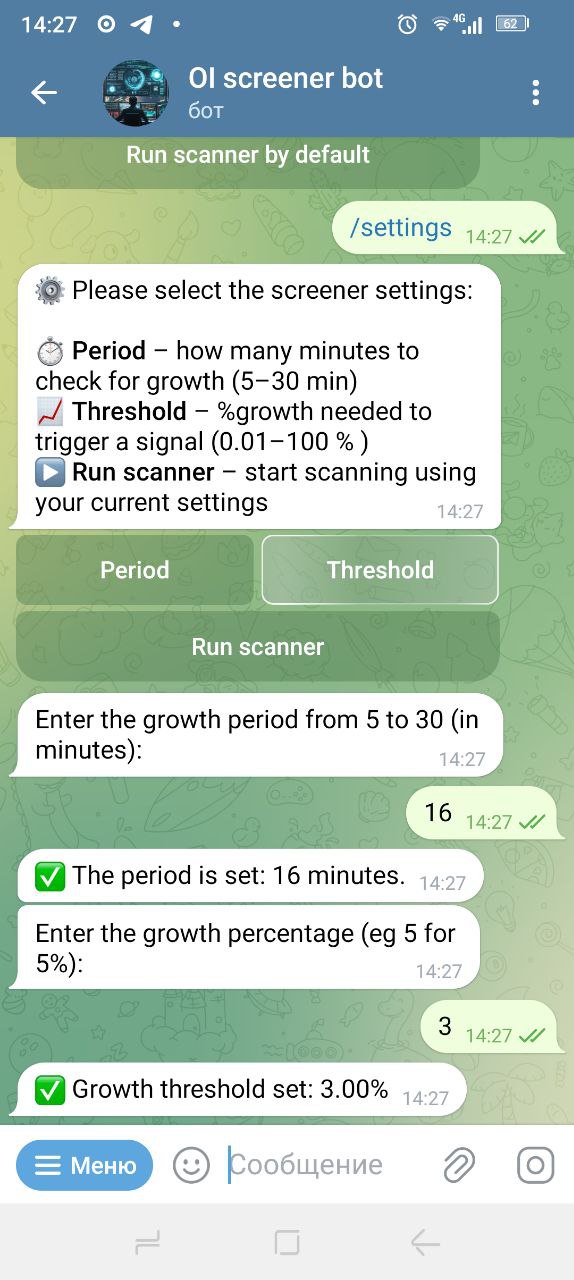 14:27
4G
62
OI screener bot
бот
Run scanner by default
/settings 14:27
⚙️ Please select the screener settings:
⏱️ Period – how many minutes to
check for growth (5–30 min)
📈 Threshold – %growth needed to
trigger a signal (0.01–100 % )
▶️ Run scanner – start scanning using
your current settings 14:27
Period Threshold
Run scanner
Enter the growth period from 5 to 30 (in
minutes): 14:27
16 14:27
✅ The period is set: 16 minutes. 14:27
Enter the growth percentage (eg 5 for
5%): 14:27
3 14:27
✅ Growth threshold set: 3.00% 14:27
Меню Сообщение